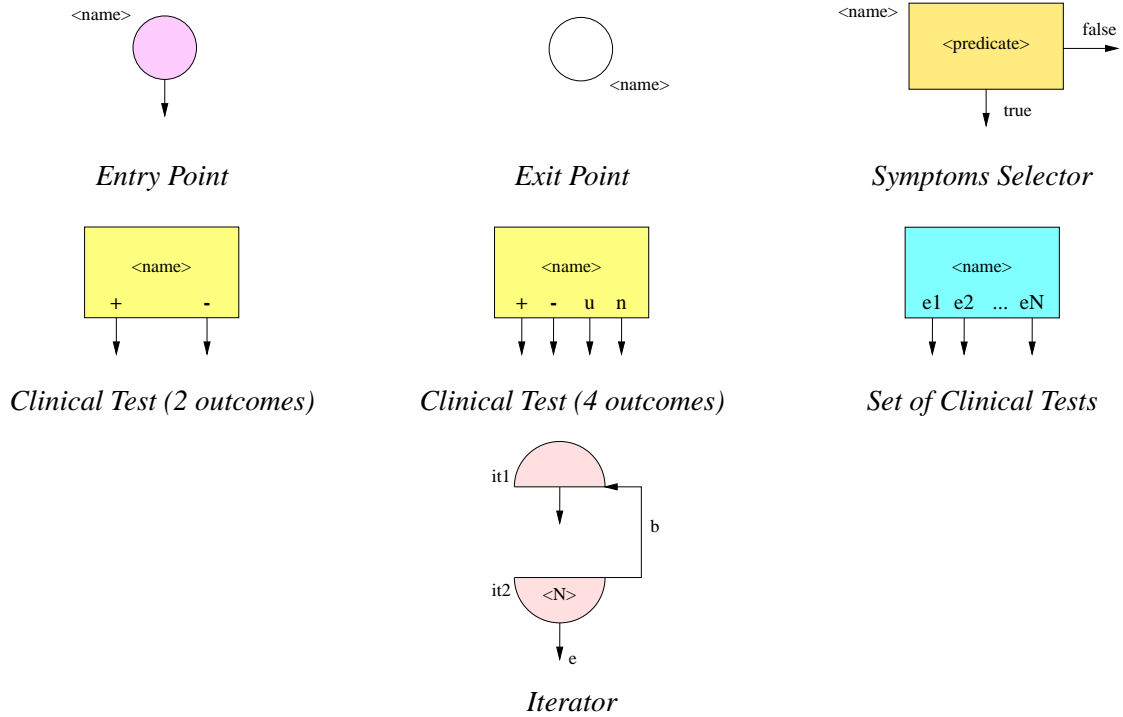 <name>
<name>
<name>
<predicate>
false
true
Entry Point
Exit Point
Symptoms Selector
<name>
+ -
<name>
+ - u n
<name>
e1 e2 ... eN
Clinical Test (2 outcomes)
Clinical Test (4 outcomes)
Set of Clinical Tests
it1
b
it2
<N>
e
Iterator